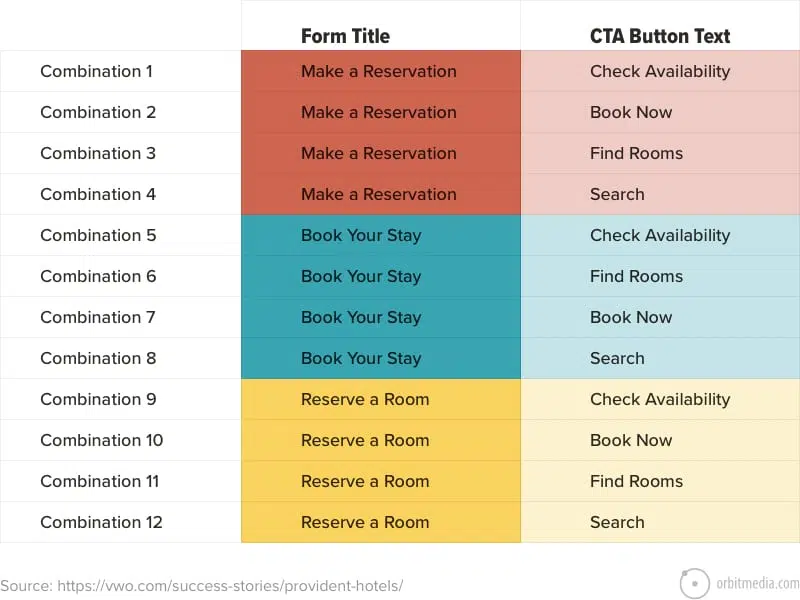 Form Title CTA Button Text
Combination 1 Make a Reservation Check Availability
Combination 2 Make a Reservation Book Now
Combination 3 Make a Reservation Find Rooms
Combination 4 Make a Reservation Search
Combination 5 Book Your Stay Check Availability
Combination 6 Book Your Stay Find Rooms
Combination 7 Book Your Stay Book Now
Combination 8 Book Your Stay Search
Combination 9 Reserve a Room Check Availability
Combination 10 Reserve a Room Book Now
Combination 11 Reserve a Room Find Rooms
Combination 12 Reserve a Room Search
Source: https://vwo.com/success-stories/provident-hotels/ orbitmedia.com